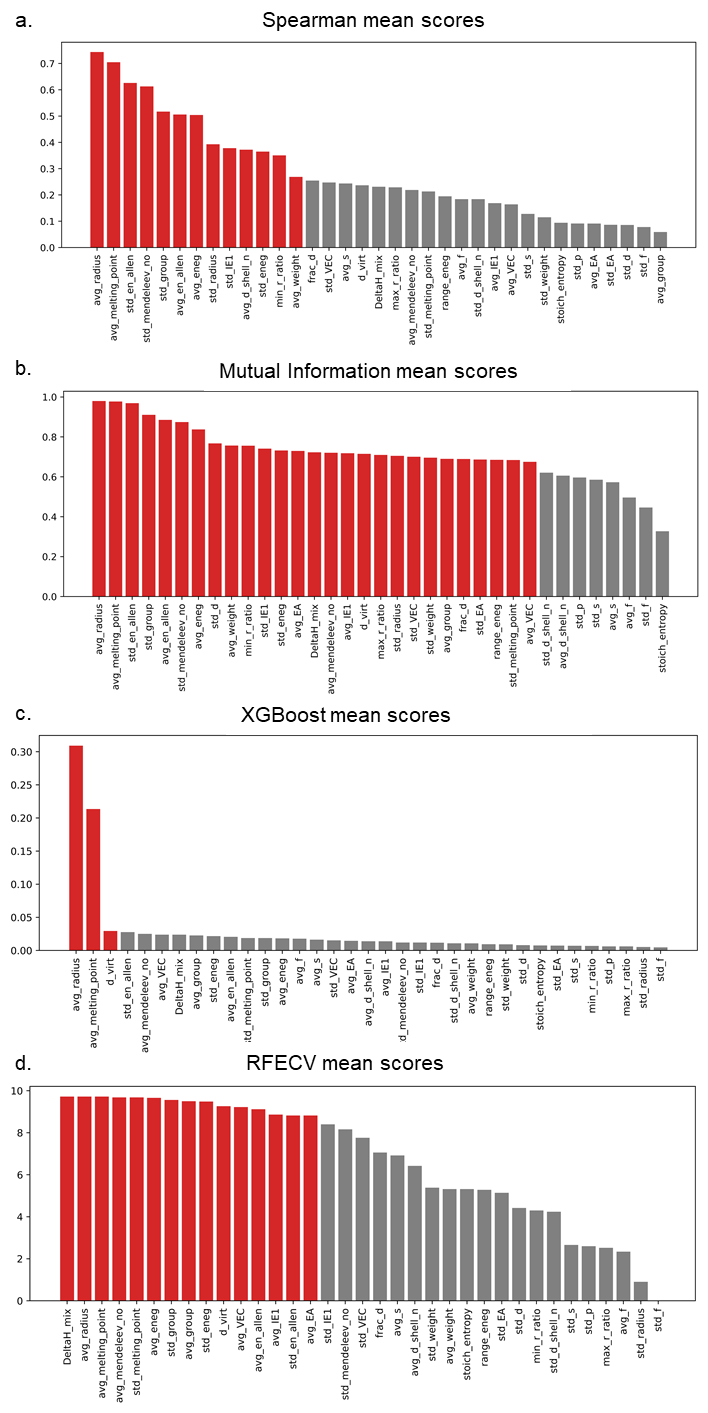 a. Spearman mean scores
0.7
0.6
0.5
0.4
0.3
0.2
0.1
0.0
avg_radius
avg_melting_point
std_en_allen
std_mendeleev_no
std_group
avg_en_allen
avg_eneg
std_radius
std_IE1
avg_d_shell_n
std_eneg
min_r_ratio
avg_weight
frac_d
std_VEC
avg_s
d_virt
DeltaH_mix
max_r_ratio
avg_mendeleev_no
std_melting_point
range_eneg
avg_f
std_d_shell_n
avg_IE1
avg_VEC
std_s
std_weight
stoich_entropy
std_p
avg_EA
std_EA
std_d
std_f
avg_group
b. Mutual Information mean scores
1.0
0.8
0.6
0.4
0.2
0.0
avg_radius
avg_melting_point
std_en_allen
std_group
avg_en_allen
std_mendeleev_no
avg_eneg
std_d
avg_weight
min_r_ratio
std_IE1
std_eneg
avg_EA
DeltaH_mix
avg_mendeleev_no
avg_IE1
d_virt
max_r_ratio
std_radius
std_VEC
std_weight
avg_group
frac_d
std_EA
range_eneg
std_melting_point
avg_VEC
std_d_shell_n
avg_d_shell_n
std_p
std_s
avg_s
avg_f
std_f
stoich_entropy
c. XGBoost mean scores
0.30
0.25
0.20
0.15
0.10
0.05
0.00
avg_radius
avg_melting_point
d_virt
std_en_allen
avg_mendeleev_no
avg_VEC
DeltaH_mix
avg_group
std_eneg
avg_en_allen
std_melting_point
std_group
avg_eneg
avg_f
avg_s
std_VEC
avg_EA
avg_d_shell_n
avg_IE1
d_mendeleev_no
std_IE1
frac_d
std_d_shell_n
avg_weight
range_eneg
std_weight
std_d
stoich_entropy
std_EA
std_s
min_r_ratio
std_p
max_r_ratio
std_radius
std_f
d. RFECV mean scores
10
8
6
4
2
0
DeltaH_mix
avg_radius
avg_melting_point
avg_mendeleev_no
std_melting_point
avg_eneg
std_group
avg_group
std_eneg
d_virt
avg_VEC
avg_en_allen
avg_IE1
std_en_allen
avg_EA
std_IE1
std_mendeleev_no
std_VEC
frac_d
avg_s
avg_d_shell_n
std_weight
avg_weight
stoich_entropy
range_eneg
std_EA
std_d
min_r_ratio
std_d_shell_n
std_s
std_p
max_r_ratio
avg_f
std_radius
std_f